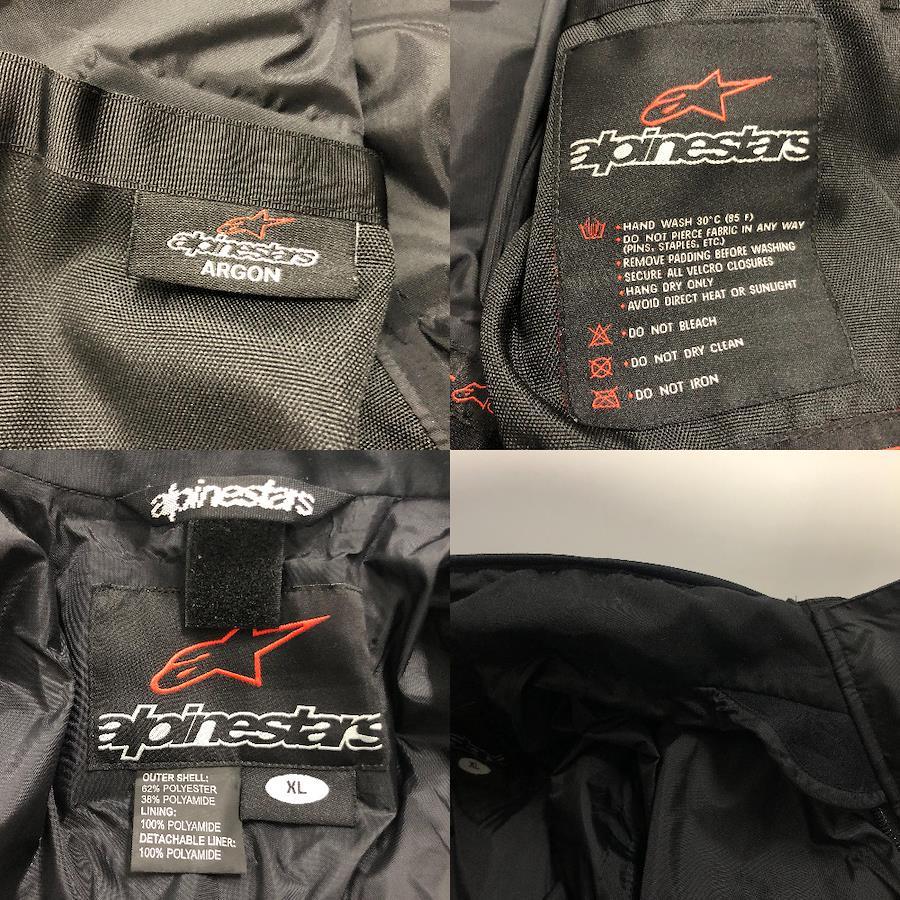 alpinestars
ARGON
alpinestars
HAND WASH 30°C (85 F)
DO NOT PIERCE FABRIC IN ANY WAY
(PINS, STAPLES, ETC.)
REMOVE PADDING BEFORE WASHING
SECURE ALL VELCRO CLOSURES
HANG DRY ONLY
AVOID DIRECT HEAT OR SUNLIGHT
DO NOT BLEACH
DO NOT DRY CLEAN
DO NOT IRON
alpinestars
alpinestars
OUTER SHELL:
62% POLYESTER
38% POLYAMIDE
LINING:
100% POLYAMIDE
DETACHABLE LINER:
100% POLYAMIDE
XL
XL